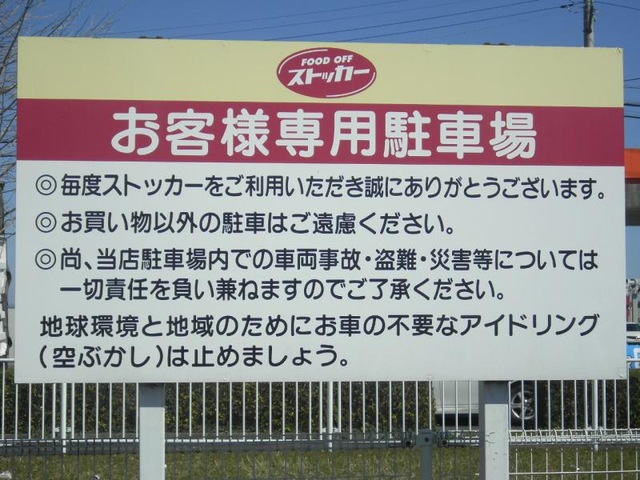 FOOD OFF
ストッカー
お客様専用駐車場
◎毎度ストッカーをご利用いただき誠にありがとうございます。
◎お買い物以外の駐車はご遠慮ください。
◎尚、当店駐車場内での車両事故・盗難・災害等については
一切責任を負い兼ねますのでご了承ください。
地球環境と地域のためにお車の不要なアイドリング
(空ぶかし)は止めましょう。